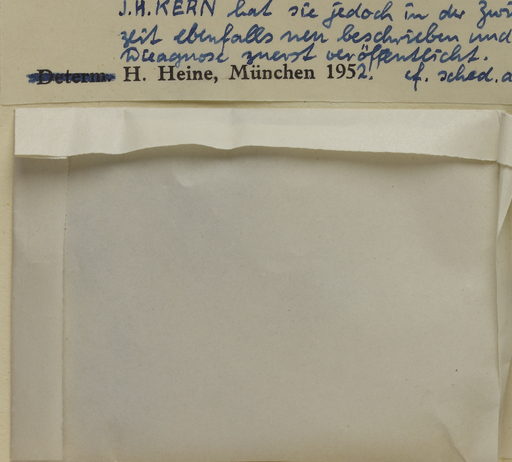 J.H. KERN hat sie jedoch in der Zwi
zeit ebenfalls neu beschrieben und
Diagnose zuerst veröffentlicht.
Determ. H. Heine, München 1952. cf. sched. a